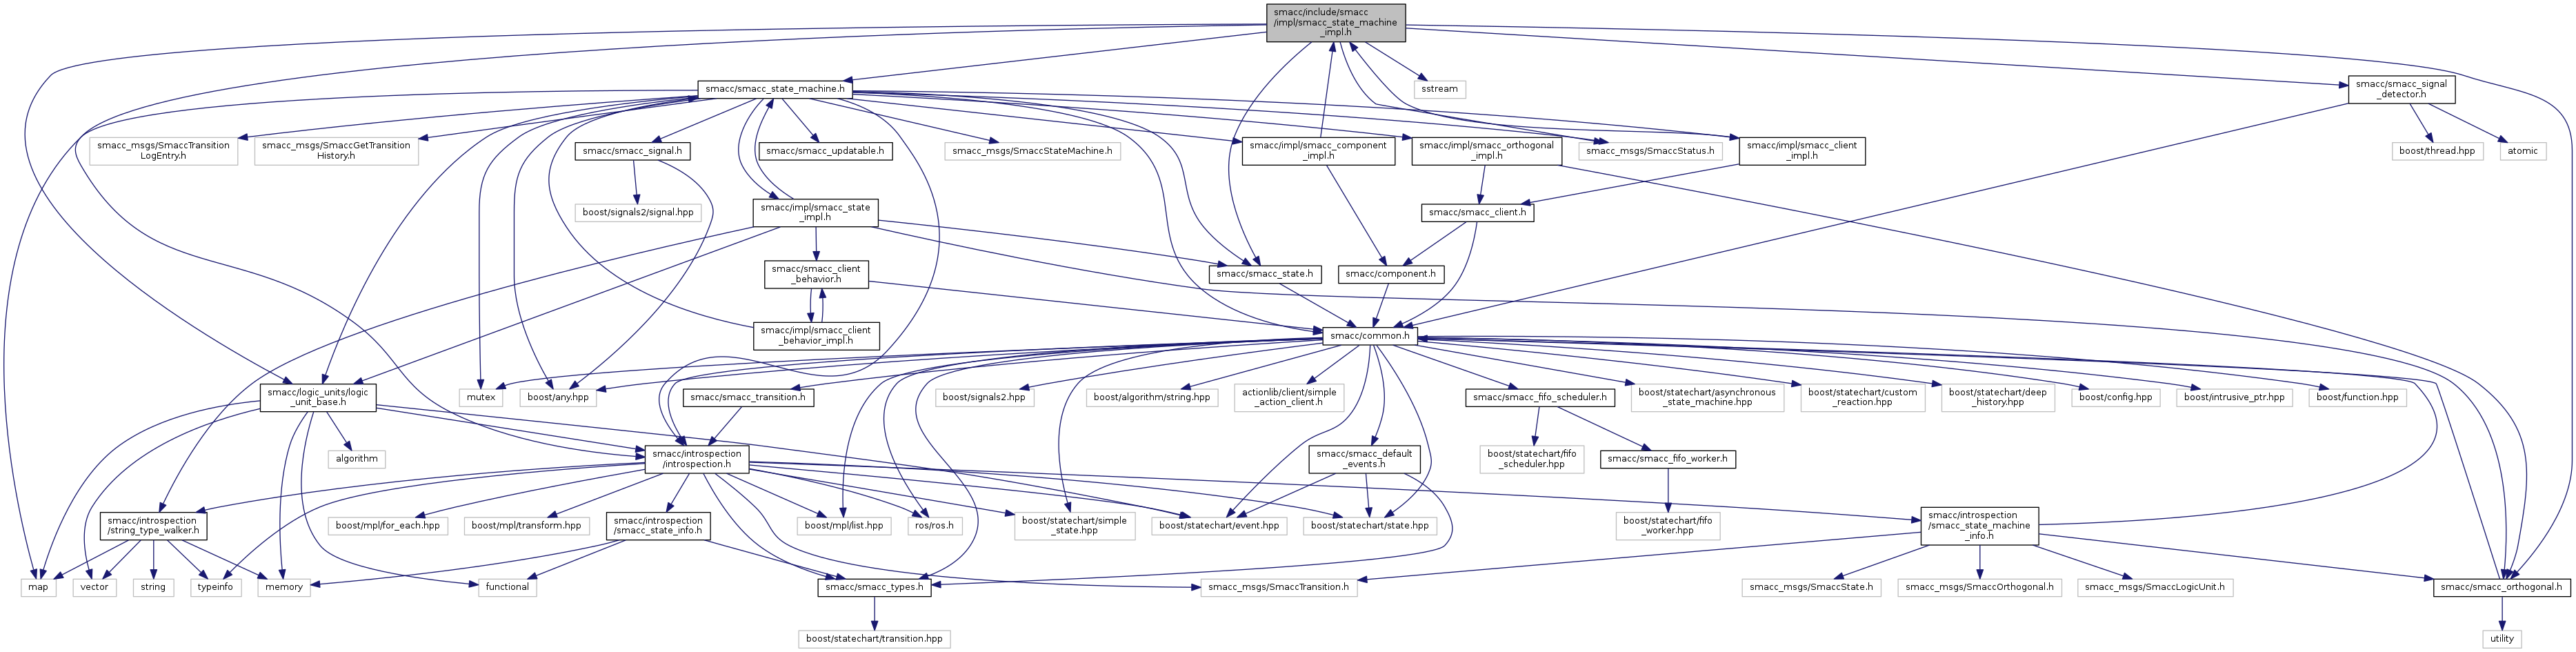 smacc/include/smacc
/impl/smacc_state_machine
_impl.h
smacc/smacc_state_machine.h
sstream
smacc/smacc_signal
_detector.h
smacc_msgs/SmaccTransition
LogEntry.h
smacc_msgs/SmaccGetTransition
History.h
smacc/smacc_signal.h
smacc/smacc_updatable.h
smacc_msgs/SmaccStateMachine.h
smacc/impl/smacc_component
_impl.h
smacc/impl/smacc_orthogonal
_impl.h
smacc_msgs/SmaccStatus.h
smacc/impl/smacc_client
_impl.h
boost/thread.hpp
atomic
boost/signals2/signal.hpp
smacc/impl/smacc_state
_impl.h
smacc/smacc_client.h
smacc/smacc_client
_behavior.h
smacc/smacc_state.h
smacc/component.h
smacc/impl/smacc_client
_behavior_impl.h
smacc/common.h
smacc/logic_units/logic
_unit_base.h
mutex
boost/any.hpp
smacc/smacc_transition.h
boost/signals2.hpp
boost/algorithm/string.hpp
actionlib/client/simple
_action_client.h
smacc/smacc_fifo_scheduler.h
boost/statechart/asynchronous
_state_machine.hpp
boost/statechart/custom
_reaction.hpp
boost/statechart/deep
_history.hpp
boost/config.hpp
boost/intrusive_ptr.hpp
boost/function.hpp
algorithm
smacc/introspection
/introspection.h
smacc/smacc_default
_events.h
boost/statechart/fifo
_scheduler.hpp
smacc/smacc_fifo_worker.h
smacc/introspection
/string_type_walker.h
boost/mpl/for_each.hpp
boost/mpl/transform.hpp
smacc/introspection
/smacc_state_info.h
boost/mpl/list.hpp
ros/ros.h
boost/statechart/simple
_state.hpp
boost/statechart/event.hpp
boost/statechart/state.hpp
boost/statechart/fifo
_worker.hpp
smacc/introspection
/smacc_state_machine
_info.h
map
vector
string
typeinfo
memory
functional
smacc/smacc_types.h
smacc_msgs/SmaccTransition.h
smacc_msgs/SmaccState.h
smacc_msgs/SmaccOrthogonal.h
smacc_msgs/SmaccLogicUnit.h
smacc/smacc_orthogonal.h
boost/statechart/transition.hpp
utility